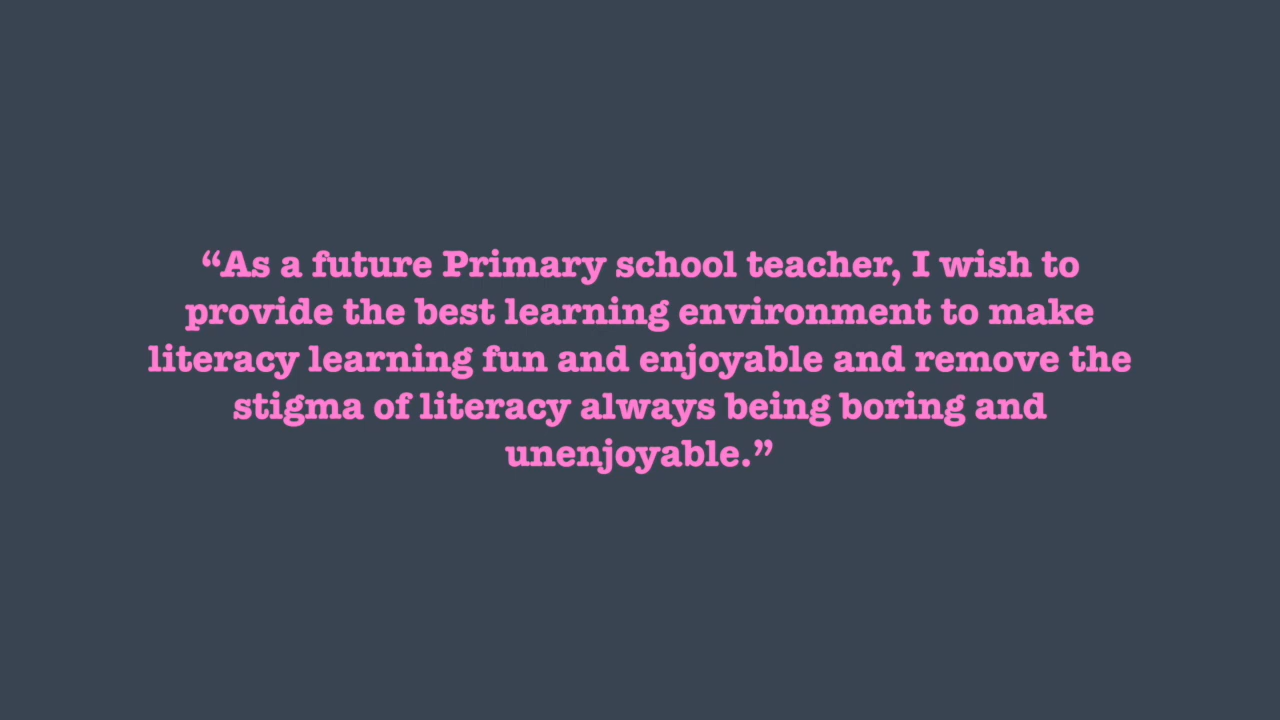 “As a future Primary school teacher, I wish to
provide the best learning environment to make
literacy learning fun and enjoyable and remove the
stigma of literacy always being boring and
unenjoyable.”